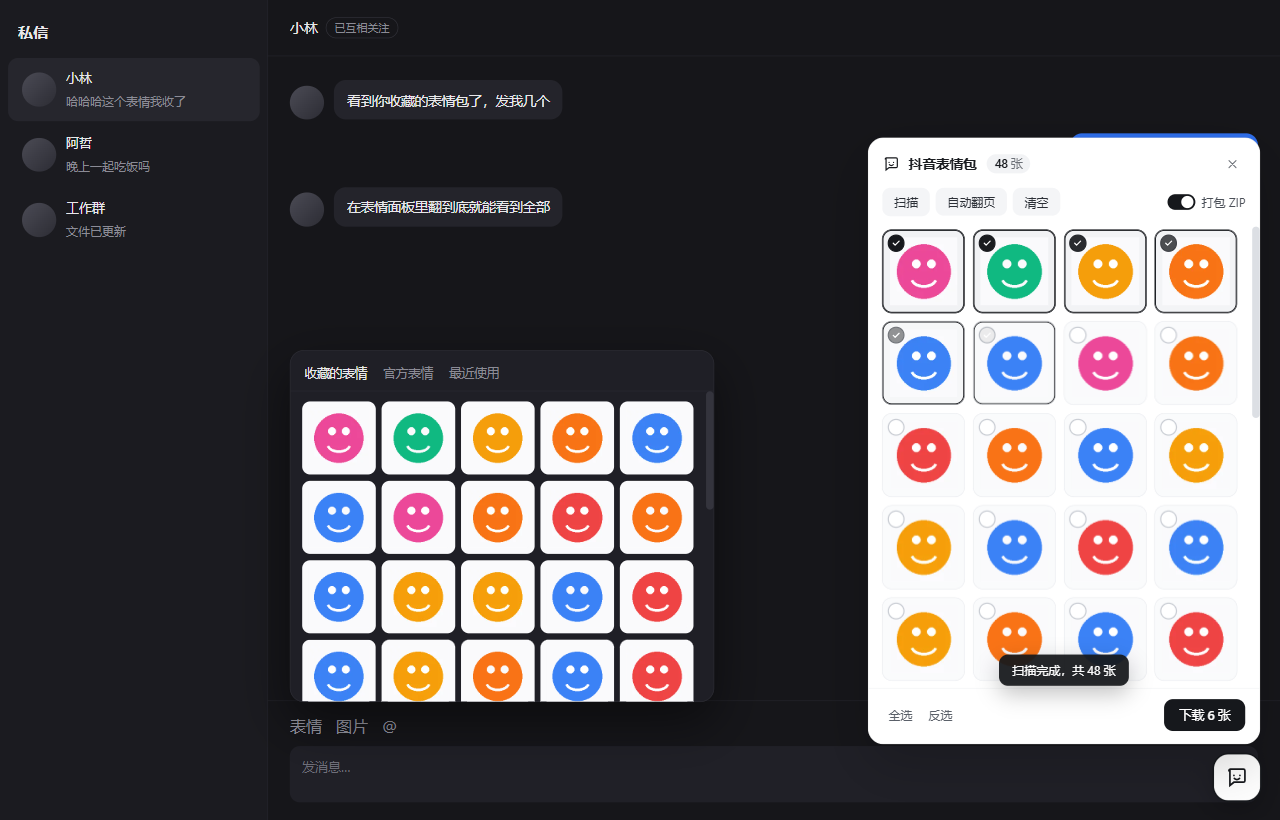 私信
小林
哈哈哈这个表情我收了
阿哲
晚上一起吃饭吗
工作群
文件已更新
小林 已互相关注
看到你收藏的表情包了，发我几个
在表情面板里翻到底就能看到全部
收藏的表情 官方表情 最近使用
表情 图片 @
发消息...
抖音表情包 48 张
扫描 自动翻页 清空 打包 ZIP
扫描完成，共 48 张
全选 反选 下载 6 张